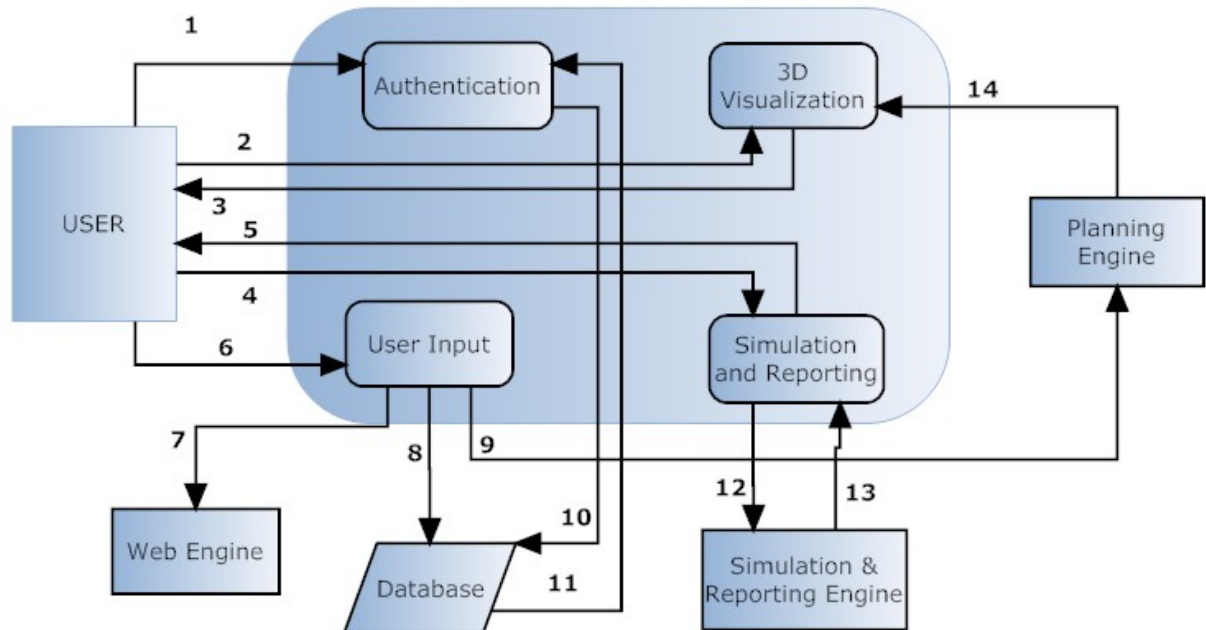 1
Authentication
3D
Visualization
14
2
USER
3
5
Planning
Engine
4
User Input
Simulation
and Reporting
6
7
8
9
12
13
10
Web Engine
Database
11
Simulation &
Reporting Engine